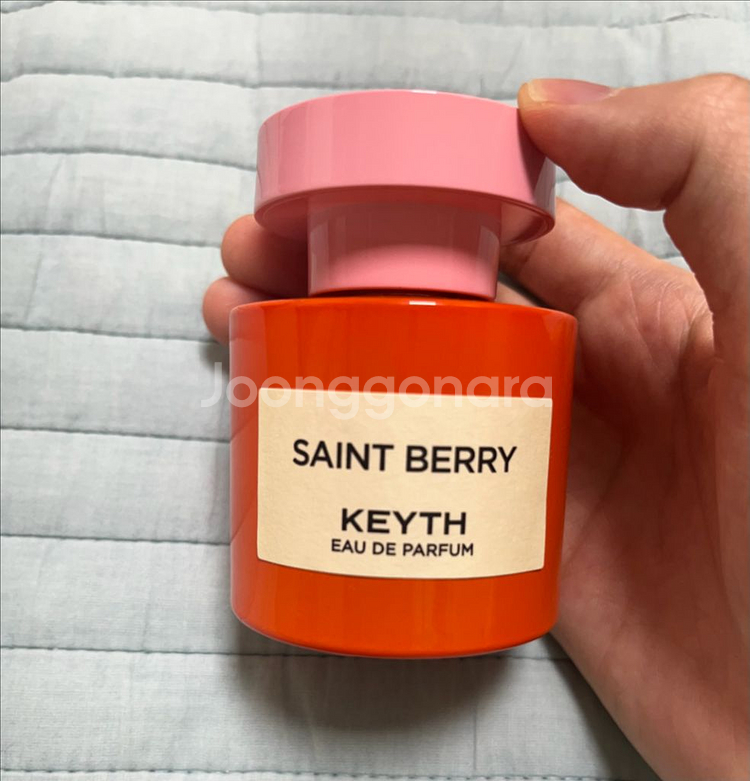 Joonggonara
SAINT BERRY
KEYTH
EAU DE PARFUM